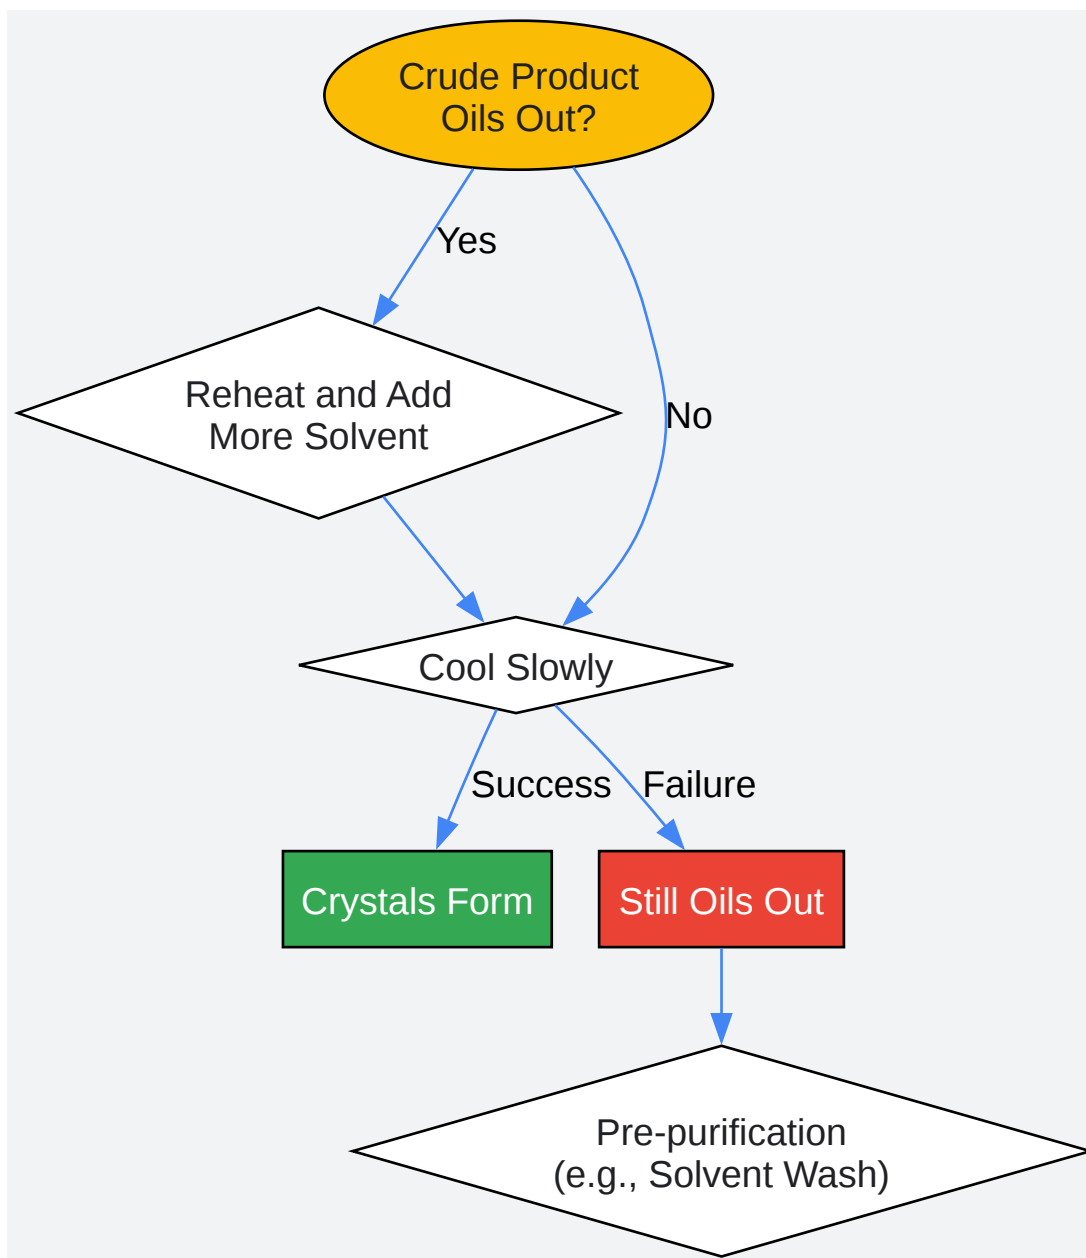 Crude Product
Oils Out?
Yes
Reheat and Add
More Solvent
No
Cool Slowly
Success
Failure
Crystals Form
Still Oils Out
Pre-purification
(e.g., Solvent Wash)